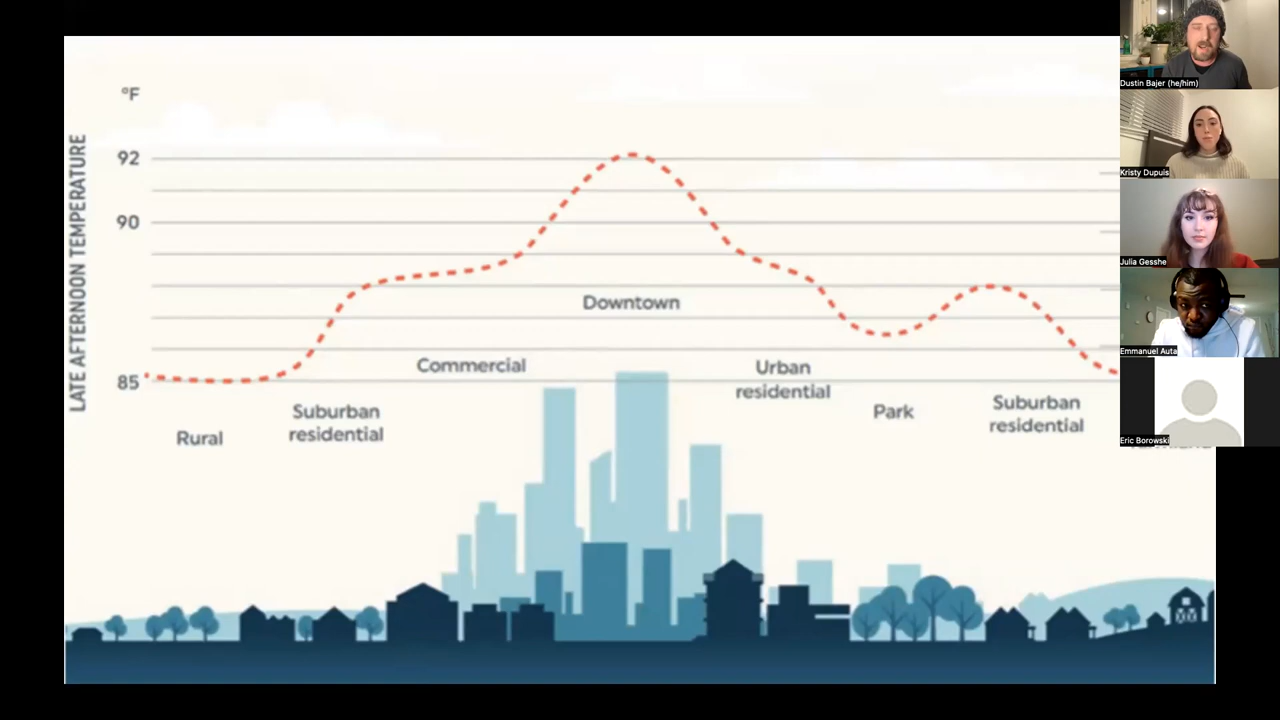 °F
LATE AFTERNOON TEMPERATURE
92
90
85
Downtown
Commercial
Urban
residential
Suburban
residential
Rural
Park
Suburban
residential
Dustin Bajer (he/him)
Kristy Dupuis
Julia Gesshe
Emmanuel Auta
Eric Borowski